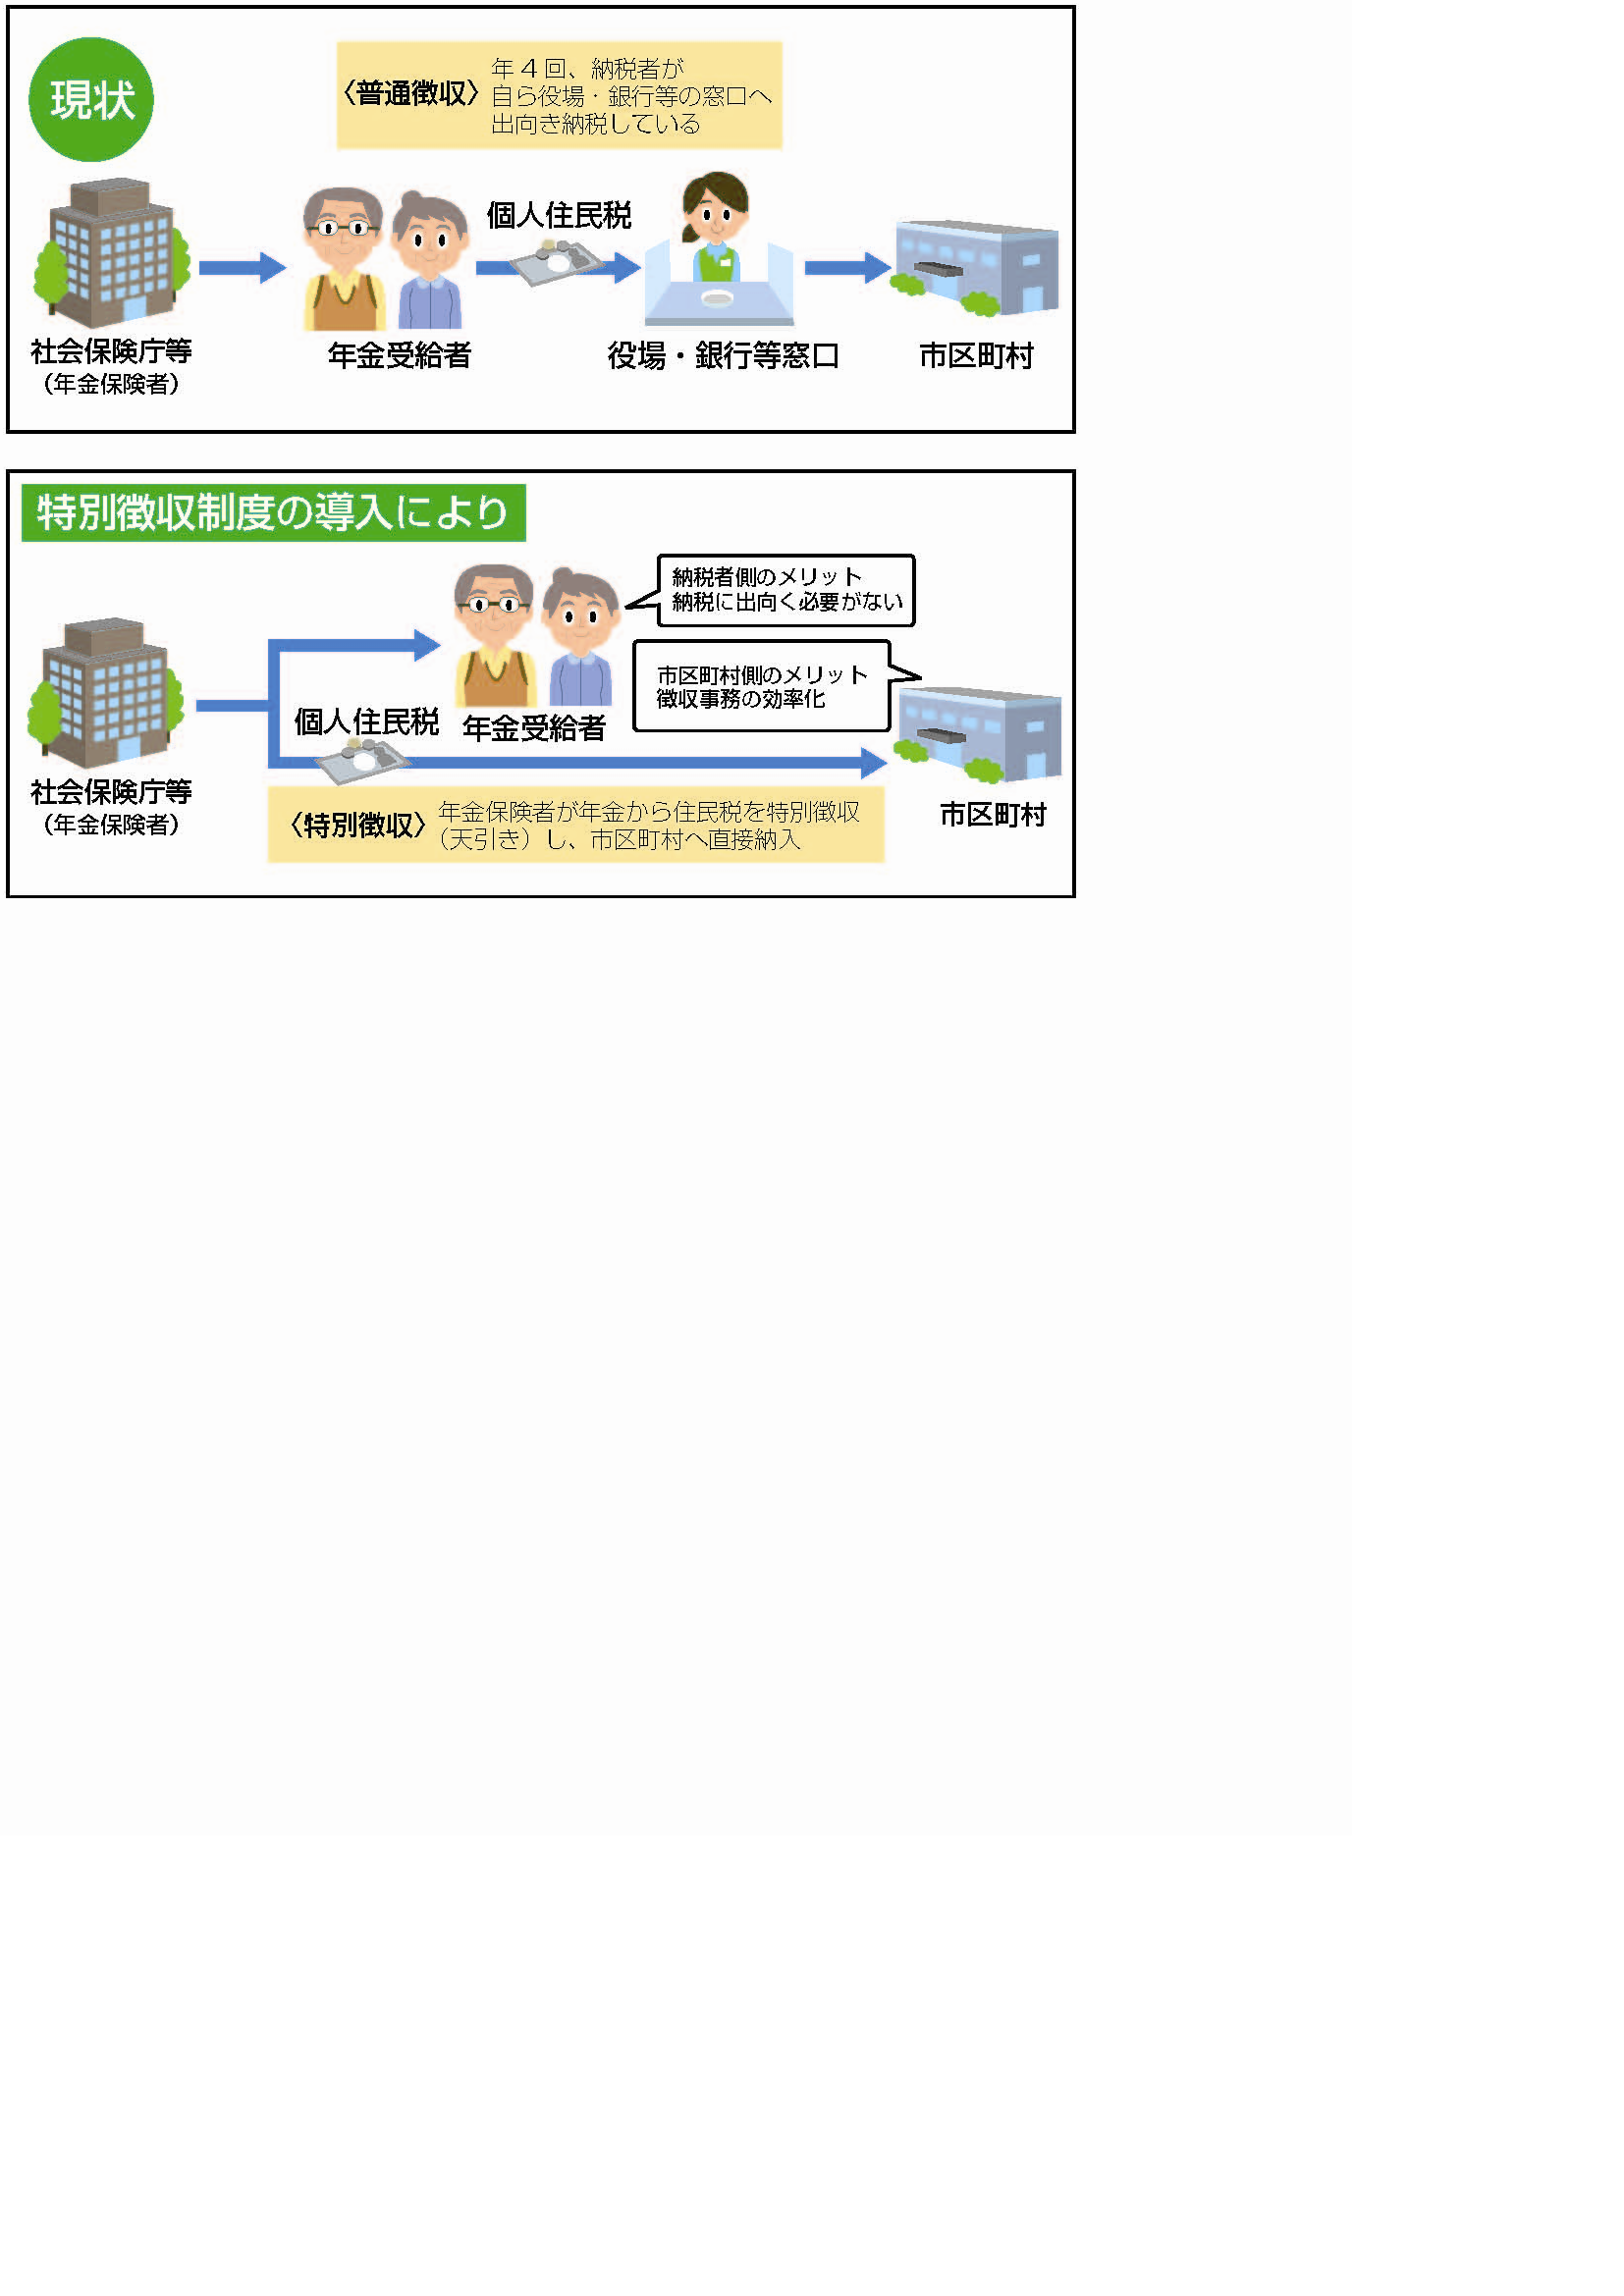 現状
〈普通徴収〉
年4回、納税者が
自ら役場・銀行等の窓口へ
出向き納税している
個人住民税
社会保険庁等
（年金保険者）
年金受給者
役場・銀行等窓口
市区町村
特別徴収制度の導入により
納税者側のメリット
納税に出向く必要がない
市区町村側のメリット
徴収事務の効率化
個人住民税
年金受給者
社会保険庁等
（年金保険者）
市区町村
〈特別徴収〉
年金保険者が年金から住民税を特別徴収
（天引き）し、市区町村へ直接納入